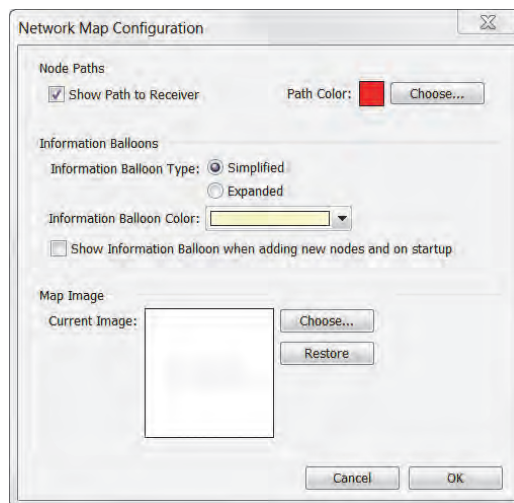 Network Map Configuration
Node Paths
Show Path to Receiver Path Color: Choose...
Information Balloons
Information Balloon Type: Simplified
Expanded
Information Balloon Color:
Show Information Balloon when adding new nodes and on startup
Map Image
Current Image: Choose...
Restore
Cancel OK